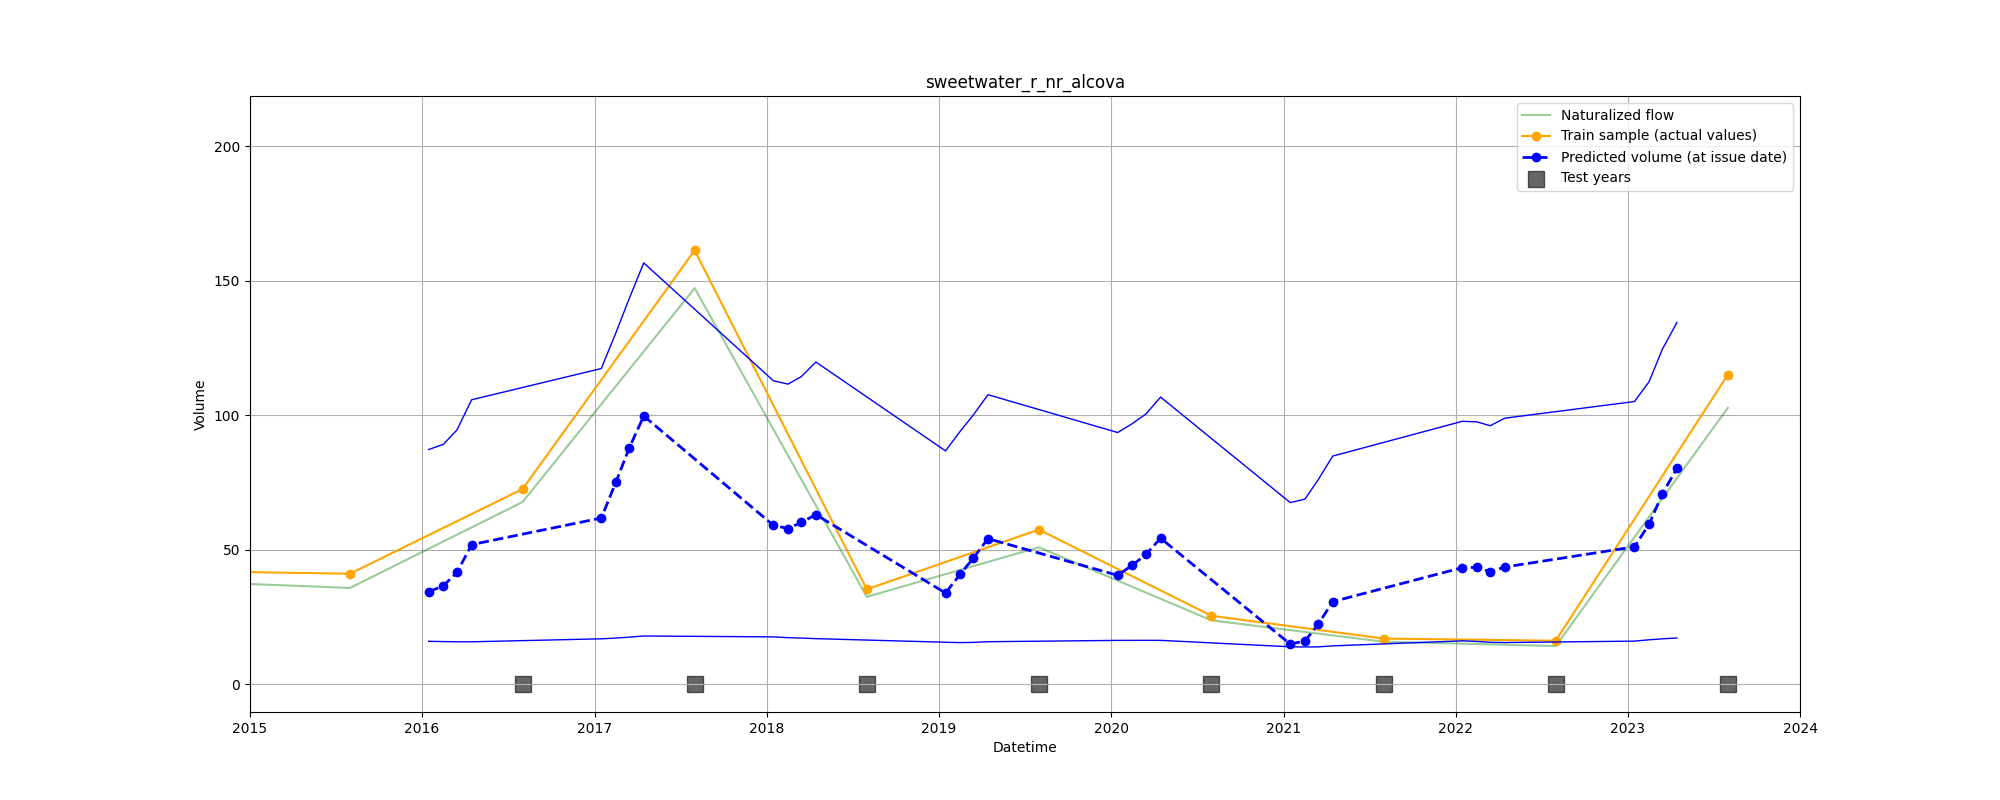 sweetwater_r_nr_alcova
Naturalized flow
Train sample (actual values)
Predicted volume (at issue date)
Test years
200
150
100
50
0
Volume
2015 2016 2017 2018 2019 2020 2021 2022 2023 2024
Datetime